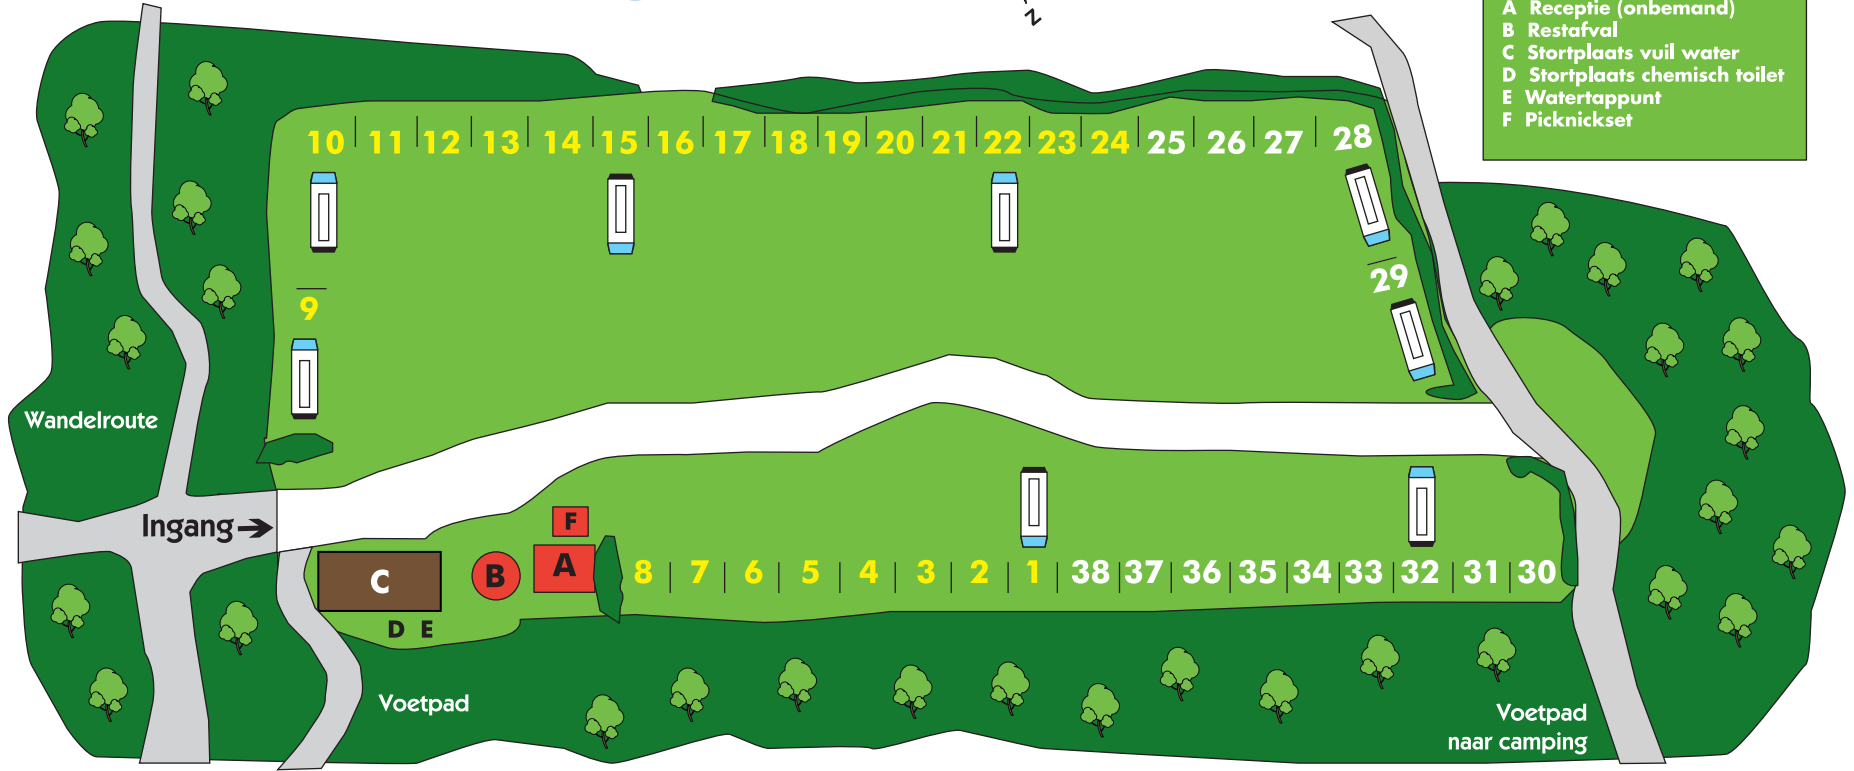 N
A Receptie (onbemand)
B Restafval
C Stortplaats vuil water
D Stortplaats chemisch toilet
E Watertappunt
F Picknickset
10 11 12 13 14 15 16 17 18 19 20 21 22 23 24 25 26 27 28
29
9
Wandelroute
Ingang
F
C B A 8 7 6 5 4 3 2 1 38 37 36 35 34 33 32 31 30
D E
Voetpad
Voetpad
naar camping